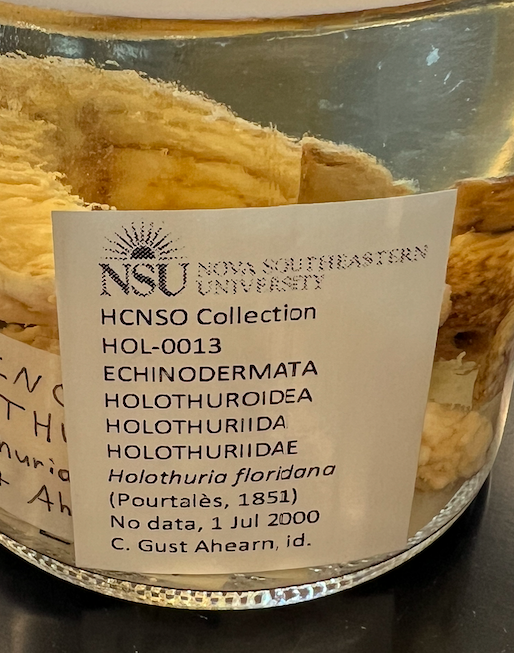 NSU NOVA SOUTHEASTERN
UNIVERSITY
HCNSO Collection
HOL-0013
ECHINODERMATA
HOLOTHUROIDEA
HOLOTHURIIDA
HOLOTHURIIDAE
Holothuria floridana
(Pourtalès, 1851)
No data, 1 Jul 2000
C. Gust Ahearn, id.
Ah